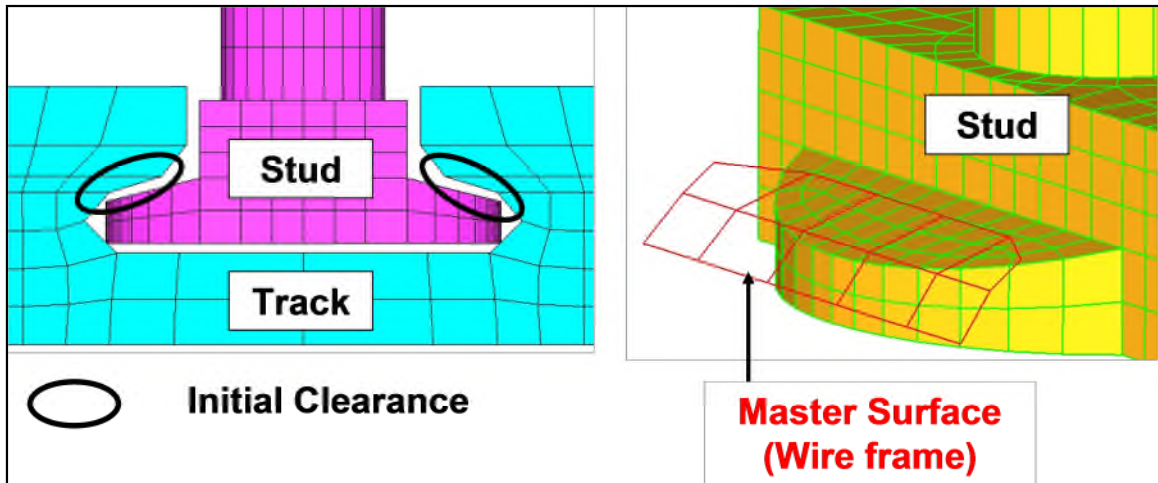 Stud
Track
Initial Clearance
Stud
Master Surface
(Wire frame)